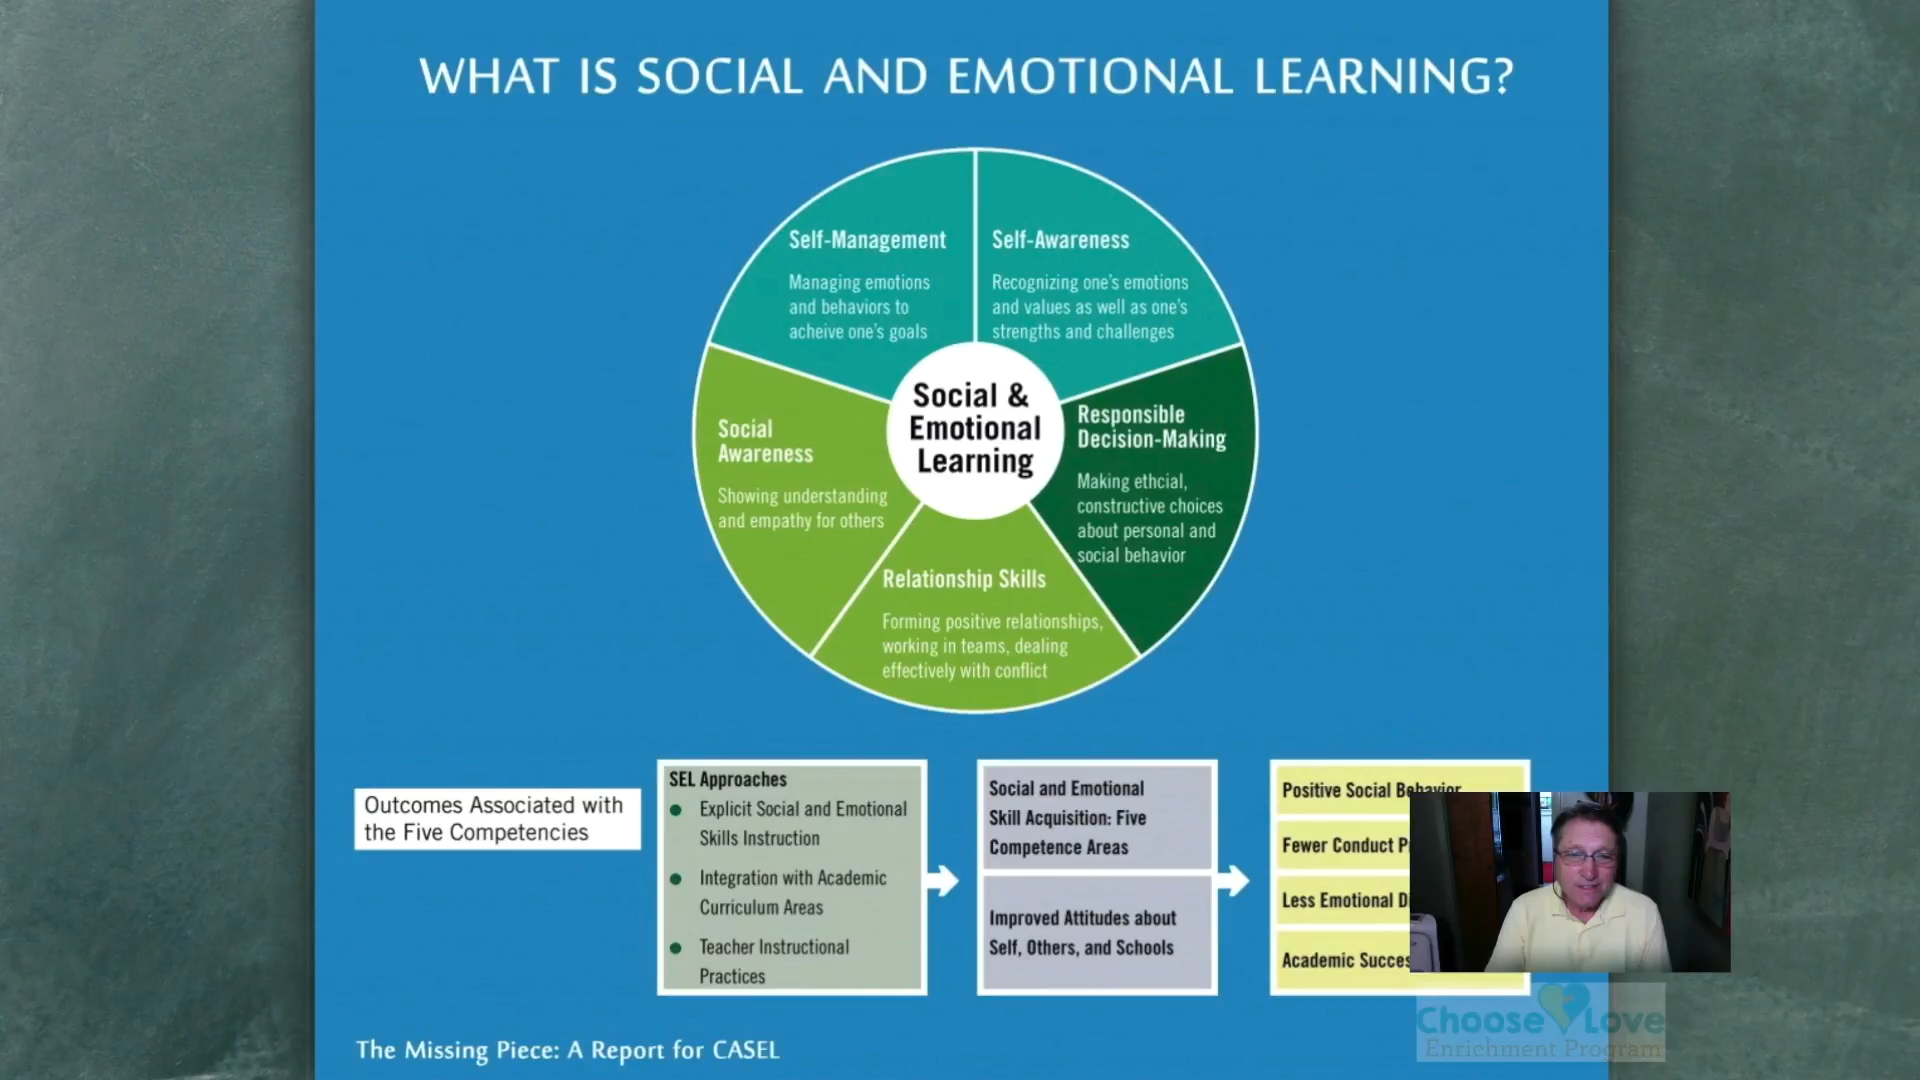 WHAT IS SOCIAL AND EMOTIONAL LEARNING?
Self-Management
Managing emotions
and behaviors to
acheive one's goals
Self-Awareness
Recognizing one's emotions
and values as well as one's
strengths and challenges
Social &
Emotional
Learning
Social
Awareness
Showing understanding
and empathy for others
Responsible
Decision-Making
Making ethcial,
constructive choices
about personal and
social behavior
Relationship Skills
Forming positive relationships,
working in teams, dealing
effectively with conflict
Outcomes Associated with
the Five Competencies
SEL Approaches
Explicit Social and Emotional
Skills Instruction
Integration with Academic
Curriculum Areas
Teacher Instructional
Practices
Social and Emotional
Skill Acquisition: Five
Competence Areas
Improved Attitudes about
Self, Others, and Schools
Positive Social Behavior
Fewer Conduct
Less Emotional
Academic
The Missing Piece: A Report for CASEL
Choose Love
Enrichment Program